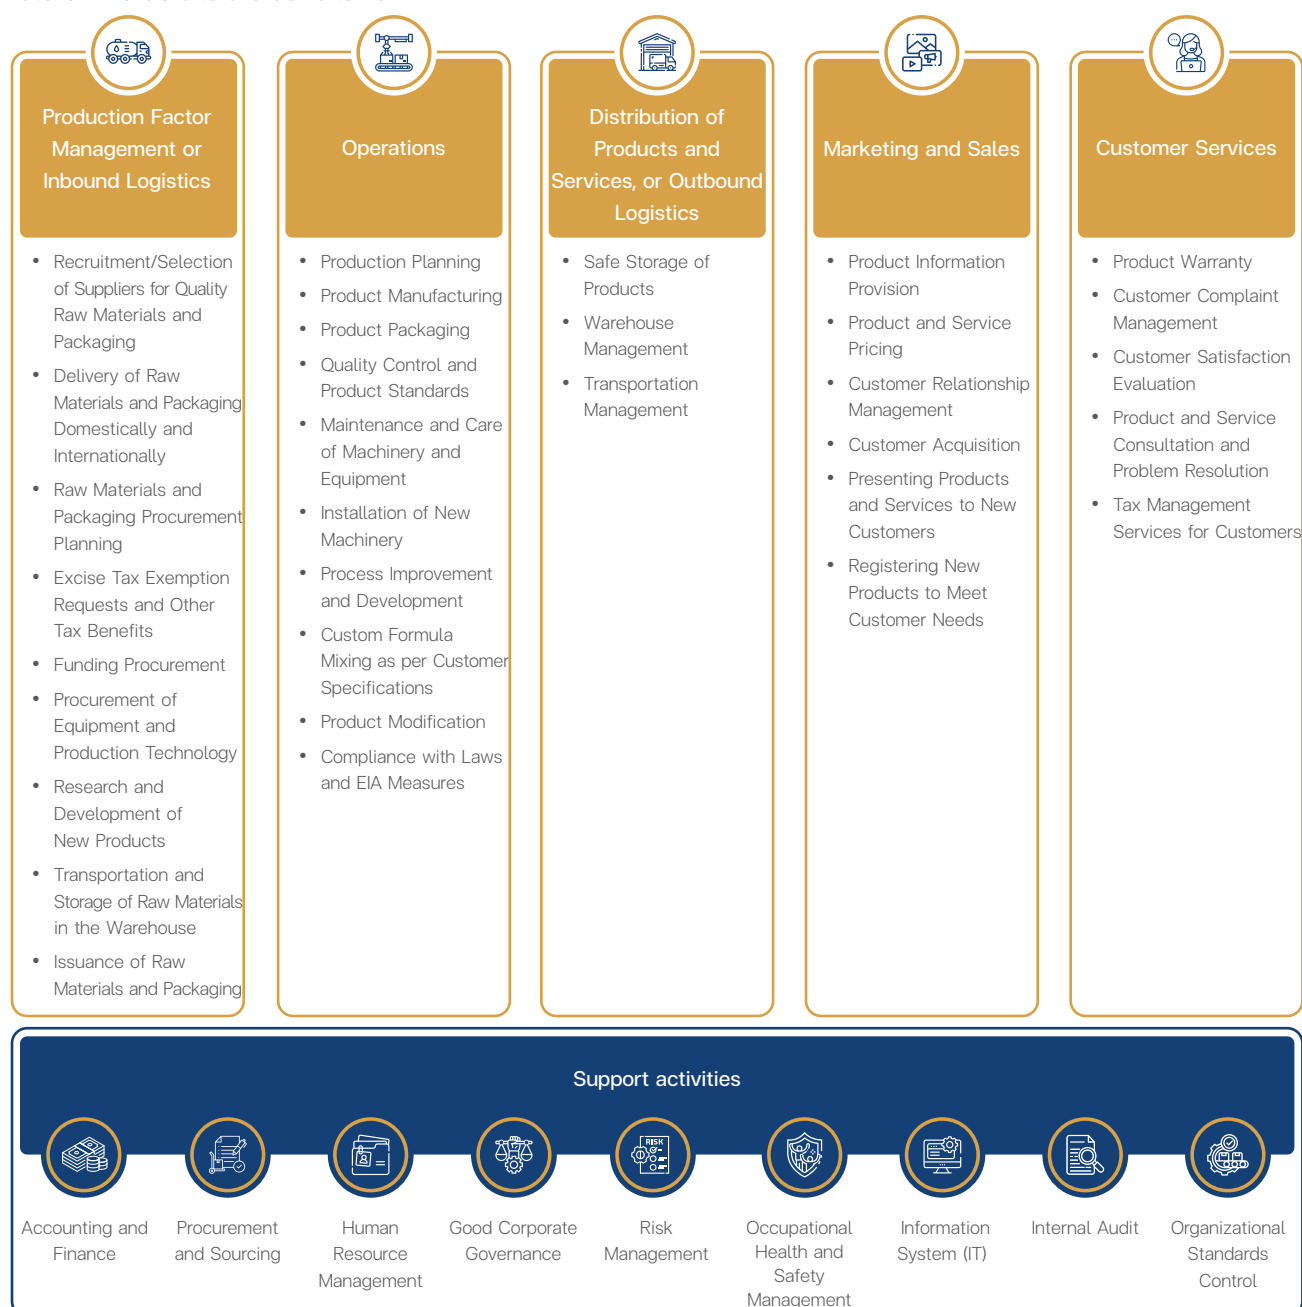 Production Factor
Management or
Inbound Logistics
• Recruitment/Selection
of Suppliers for Quality
Raw Materials and
Packaging
• Delivery of Raw
Materials and Packaging
Domestically and
Internationally
• Raw Materials and
Packaging Procurement
Planning
• Excise Tax Exemption
Requests and Other
Tax Benefits
• Funding Procurement
• Procurement of
Equipment and
Production Technology
• Research and
Development of
New Products
• Transportation and
Storage of Raw Materials
in the Warehouse
• Issuance of Raw
Materials and Packaging
Operations
• Production Planning
• Product Manufacturing
• Product Packaging
• Quality Control and
Product Standards
• Maintenance and Care
of Machinery and
Equipment
• Installation of New
Machinery
• Process Improvement
and Development
• Custom Formula
Mixing as per Customer
Specifications
• Product Modification
• Compliance with Laws
and EIA Measures
Distribution of
Products and
Services, or Outbound
Logistics
• Safe Storage of
Products
• Warehouse
Management
• Transportation
Management
Marketing and Sales
• Product Information
Provision
• Product and Service
Pricing
• Customer Relationship
Management
• Customer Acquisition
• Presenting Products
and Services to New
Customers
• Registering New
Products to Meet
Customer Needs
Customer Services
• Product Warranty
• Customer Complaint
Management
• Customer Satisfaction
Evaluation
• Product and Service
Consultation and
Problem Resolution
• Tax Management
Services for Customers
Support activities
RISK
Accounting and
Finance
Procurement
and Sourcing
Human
Resource
Management
Good Corporate
Governance
Risk
Management
Occupational
Health and
Safety
Management
Information
System (IT)
Internal Audit
Organizational
Standards
Control